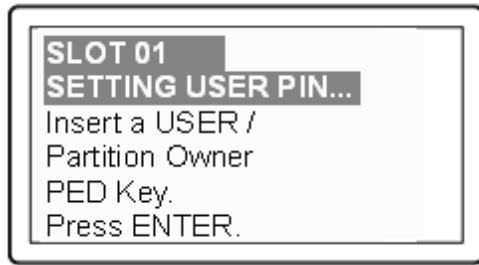 SLOT 01
SETTING USER PIN...
Insert a USER /
Partition Owner
PED Key.
Press ENTER.